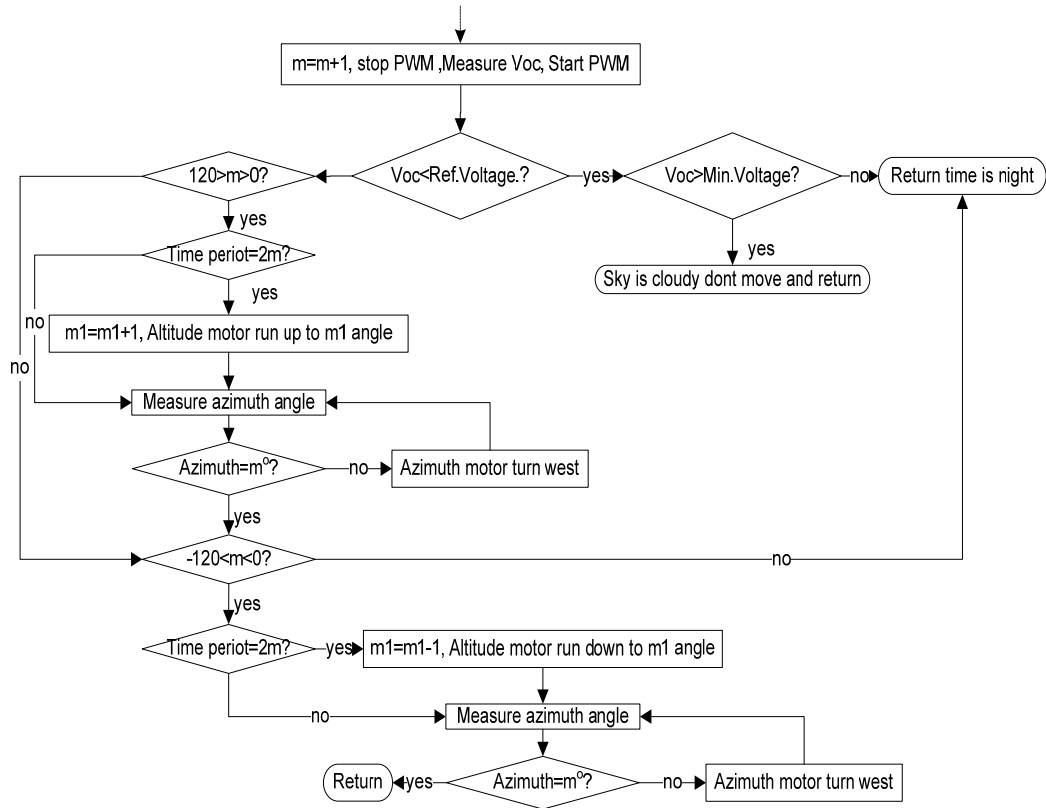 m=m+1, stop PWM ,Measure Voc, Start PWM
120>m>0?
Voc<Ref.Voltage.?
yes
Voc>Min.Voltage?
no
Return time is night
yes
yes
Time periot=2m?
Sky is cloudy dont move and return
yes
no
m1=m1+1, Altitude motor run up to m1 angle
no
Measure azimuth angle
Azimuth=mº?
no
Azimuth motor turn west
yes
-120<m<0?
no
yes
Time periot=2m?
yes
m1=m1-1, Altitude motor run down to m1 angle
no
Measure azimuth angle
Return
yes
Azimuth=mº?
no
Azimuth motor turn west